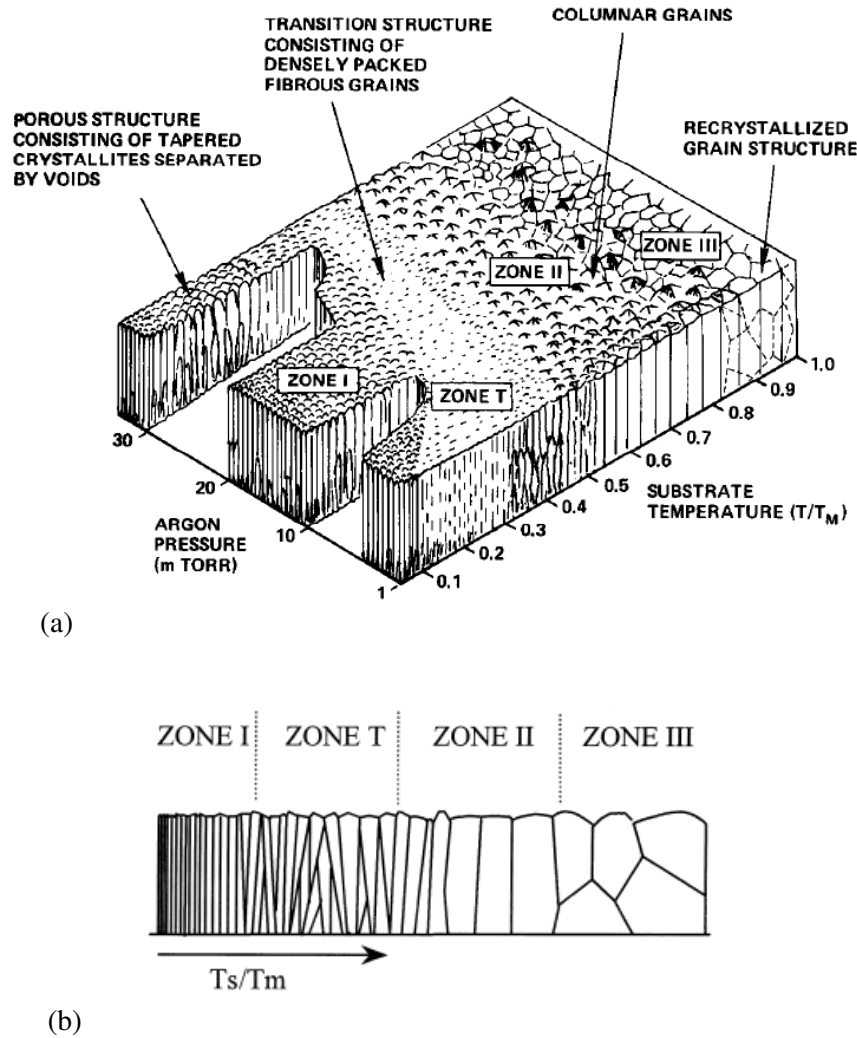 COLUMNAR GRAINS
TRANSITION STRUCTURE
CONSISTING OF
DENSELY PACKED
FIBROUS GRAINS
POROUS STRUCTURE
CONSISTING OF TAPERED
CRYSTALLITES SEPARATED
BY VOIDS
RECRYSTALLIZED
GRAIN STRUCTURE
ZONE III
ZONE II
ZONE I
ZONE T
1.0
0.9
0.8
0.7
0.6
0.5
0.4
0.3
0.2
0.1
SUBSTRATE
TEMPERATURE (T/TM)
30
20
10
1
ARGON
PRESSURE
(m TORR)
(a)
ZONE I ZONE T ZONE II ZONE III
Ts/Tm
(b)